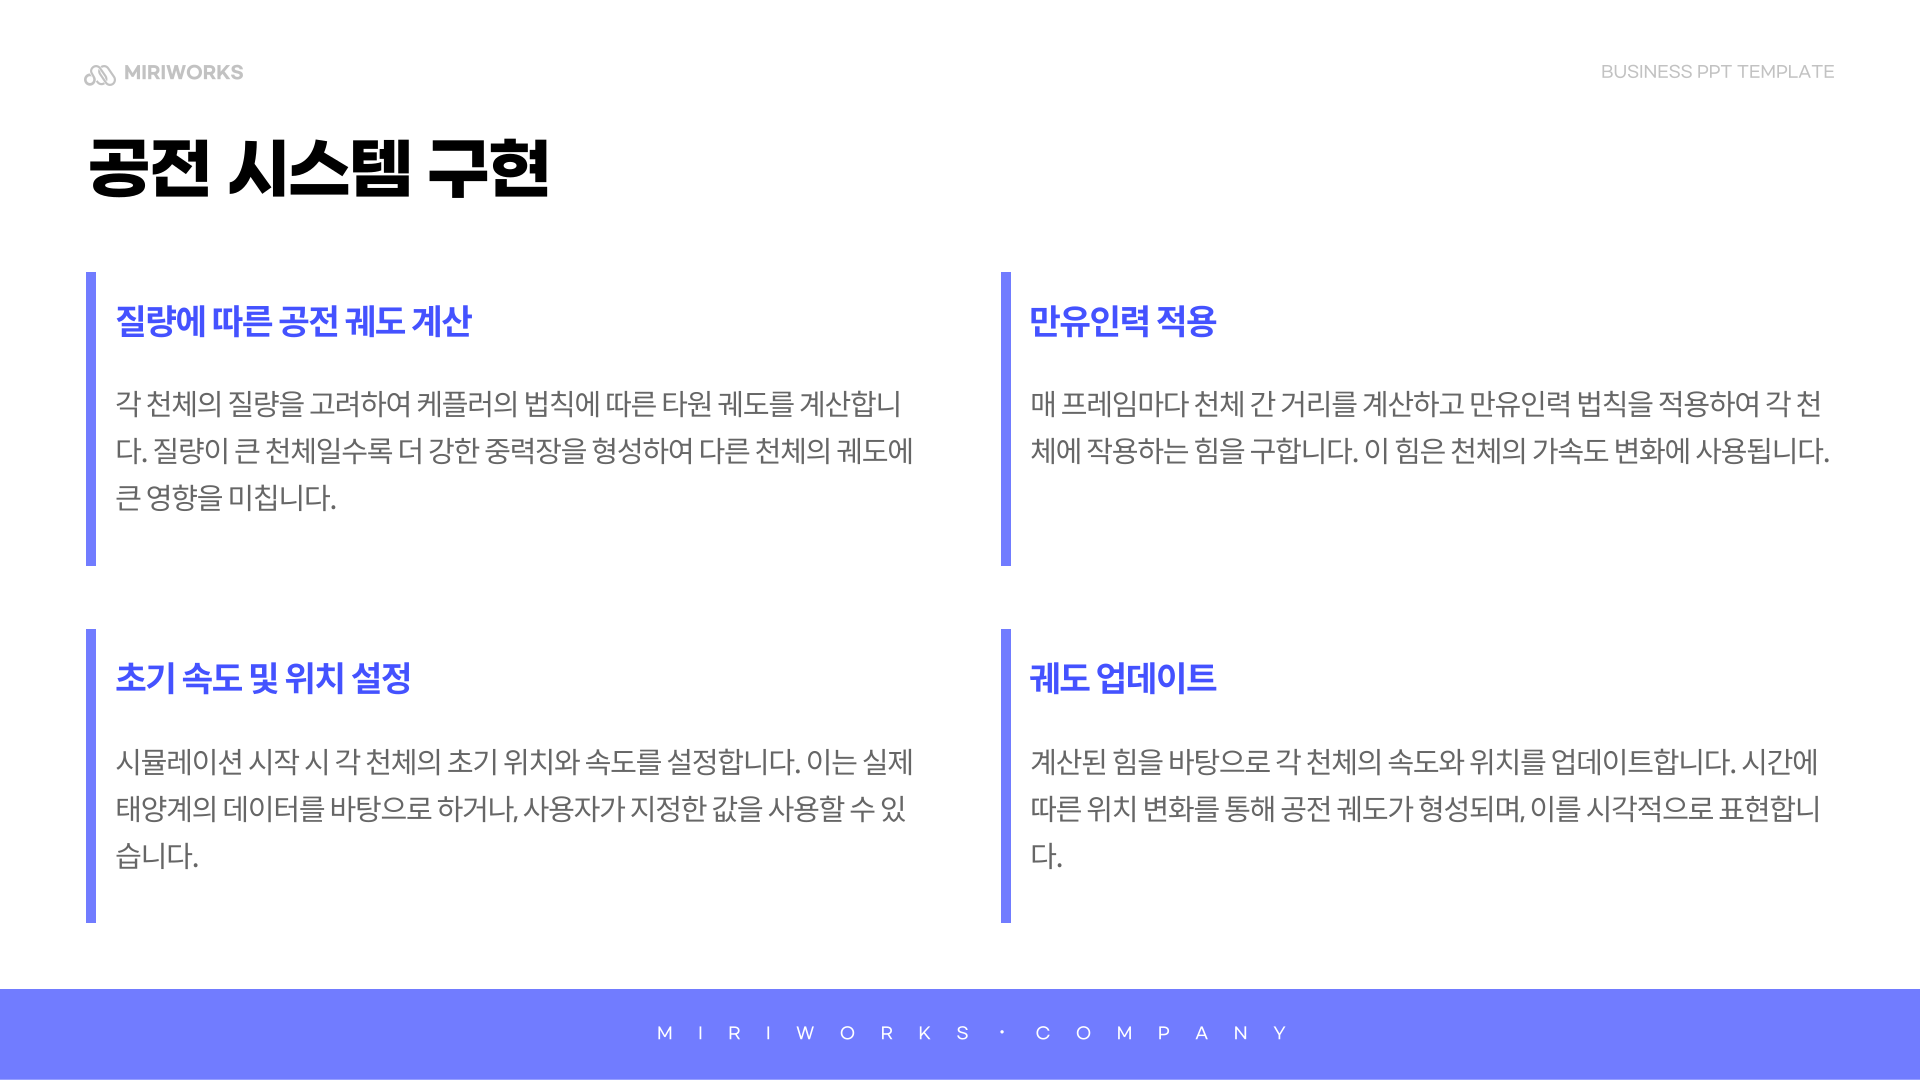 MIRIWORKS
BUSINESS PPT TEMPLATE
공전 시스템 구현
질량에 따른 공전 궤도 계산
각 천체의 질량을 고려하여 케플러의 법칙에 따른 타원 궤도를 계산합니
다. 질량이 큰 천체일수록 더 강한 중력장을 형성하여 다른 천체의 궤도에
큰 영향을 미칩니다.
만유인력 적용
매 프레임마다 천체 간 거리를 계산하고 만유인력 법칙을 적용하여 각 천
체에 작용하는 힘을 구합니다. 이 힘은 천체의 가속도 변화에 사용됩니다.
초기 속도 및 위치 설정
시뮬레이션 시작 시 각 천체의 초기 위치와 속도를 설정합니다. 이는 실제
태양계의 데이터를 바탕으로 하거나, 사용자가 지정한 값을 사용할 수 있
습니다.
궤도 업데이트
계산된 힘을 바탕으로 각 천체의 속도와 위치를 업데이트합니다. 시간에
따른 위치 변화를 통해 공전 궤도가 형성되며, 이를 시각적으로 표현합니
다.
MIRIWORKS·COMPANY